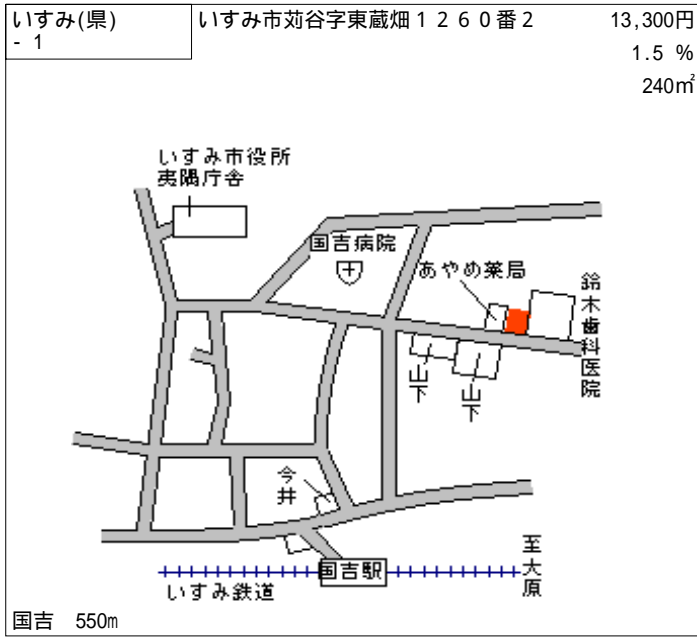 いすみ(県)
- 1
いすみ市苅谷字東蔵畑１２６０番２
13,300円
1.5 %
240㎡
いすみ市役所
夷隅庁舎
国吉病院
あやめ薬局
鈴木歯科医院
山下
山下
今井
国吉駅
至大原
いすみ鉄道
国吉 550m